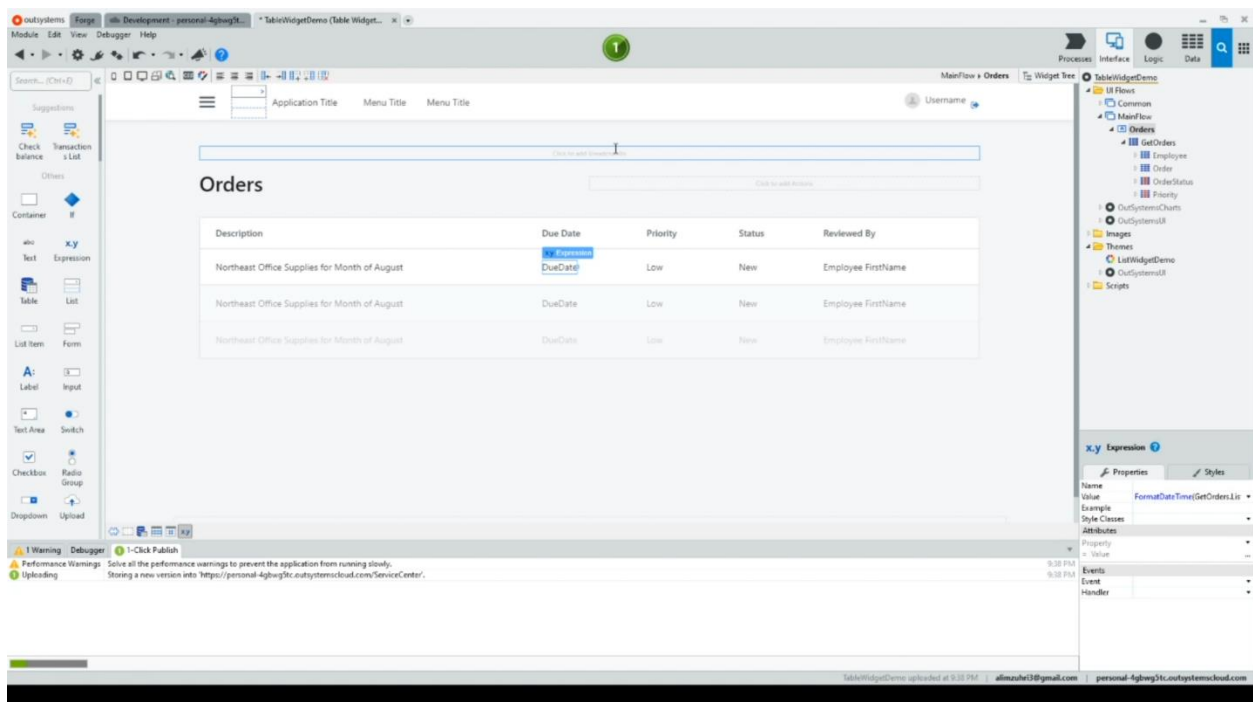 outsystems Forge Development - personal-4gbwg5t... * TableWidgetDemo (Table Widget...
Module Edit View Debugger Help
1
Processes Interface Logic Data
Search... (Ctrl+E)
MainFlow Orders Widget Tree
Suggestions
Check balance
Transactions List
Others
Container If
Text Expression
Table List
List Item Form
Label Input
Text Area Switch
Checkbox Radio Group
Dropdown Upload
Application Title Menu Title Menu Title Username
Orders
Description Due Date Priority Status Reviewed By
x.y Expression
Northeast Office Supplies for Month of August DueDate Low New Employee FirstName
Northeast Office Supplies for Month of August DueDate Low New Employee FirstName
Northeast Office Supplies for Month of August DueDate Low New Employee FirstName
TableWidgetDemo
UI Flows
Common
MainFlow
Orders
GetOrders
Employee
Order
OrderStatus
Priority
OutSystemsCharts
OutSystemsUI
Images
Themes
ListWidgetDemo
OutSystemsUI
Scripts
x.y Expression
Properties Styles
Name
Value FormatDateTime(GetOrders.Lis
Example
Style Classes
Attributes
Property
= Value ...
Events
Event
Handler
1 Warning Debugger 1 1-Click Publish
Performance Warnings Solve all the performance warnings to prevent the application from running slowly. 9:38 PM
1 Uploading Storing a new version into 'https://personal-4gbwg5tc.outsystemscloud.com/ServiceCenter'. 9:38 PM
TableWidgetDemo uploaded at 9:38 PM | alimzuhri3@gmail.com | personal-4gbwg5tc.outsystemscloud.com